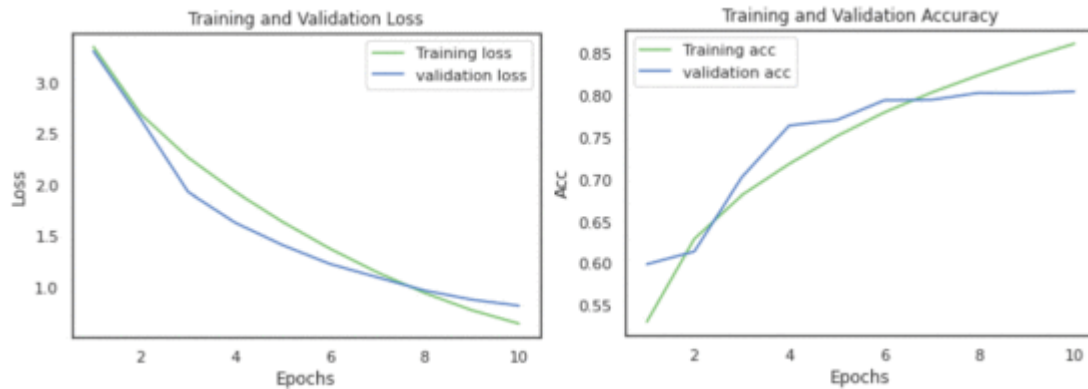 Training and Validation Loss
Training loss
validation loss
3.0
2.5
2.0
1.5
1.0
Loss
2 4 6 8 10
Epochs
Training and Validation Accuracy
Training acc
validation acc
0.85
0.80
0.75
0.70
0.65
0.60
0.55
Acc
2 4 6 8 10
Epochs